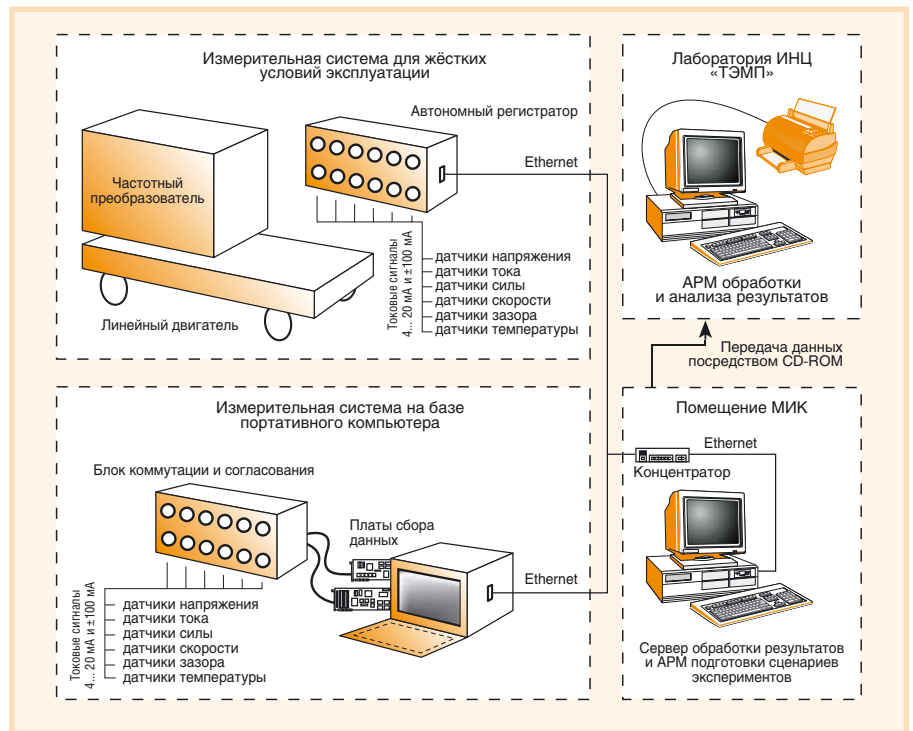 Измерительная система для жёстких
условий эксплуатации
Автономный регистратор
Ethernet
Частотный
преобразователь
Линейный двигатель
Токовые сигналы
4... 20 мА и ±100 мА
датчики напряжения
датчики тока
датчики силы
датчики скорости
датчики зазора
датчики температуры
Лаборатория ИНЦ
«ТЭМП»
АРМ обработки
и анализа результатов
Передача данных
посредством CD-ROM
Измерительная система на базе
портативного компьютера
Блок коммутации и согласования
Платы сбора
данных
Ethernet
Токовые сигналы
4... 20 мА и ±100 мА
датчики напряжения
датчики тока
датчики силы
датчики скорости
датчики зазора
датчики температуры
Помещение МИК
Ethernet
Концентратор
Сервер обработки результатов
и АРМ подготовки сценариев
экспериментов